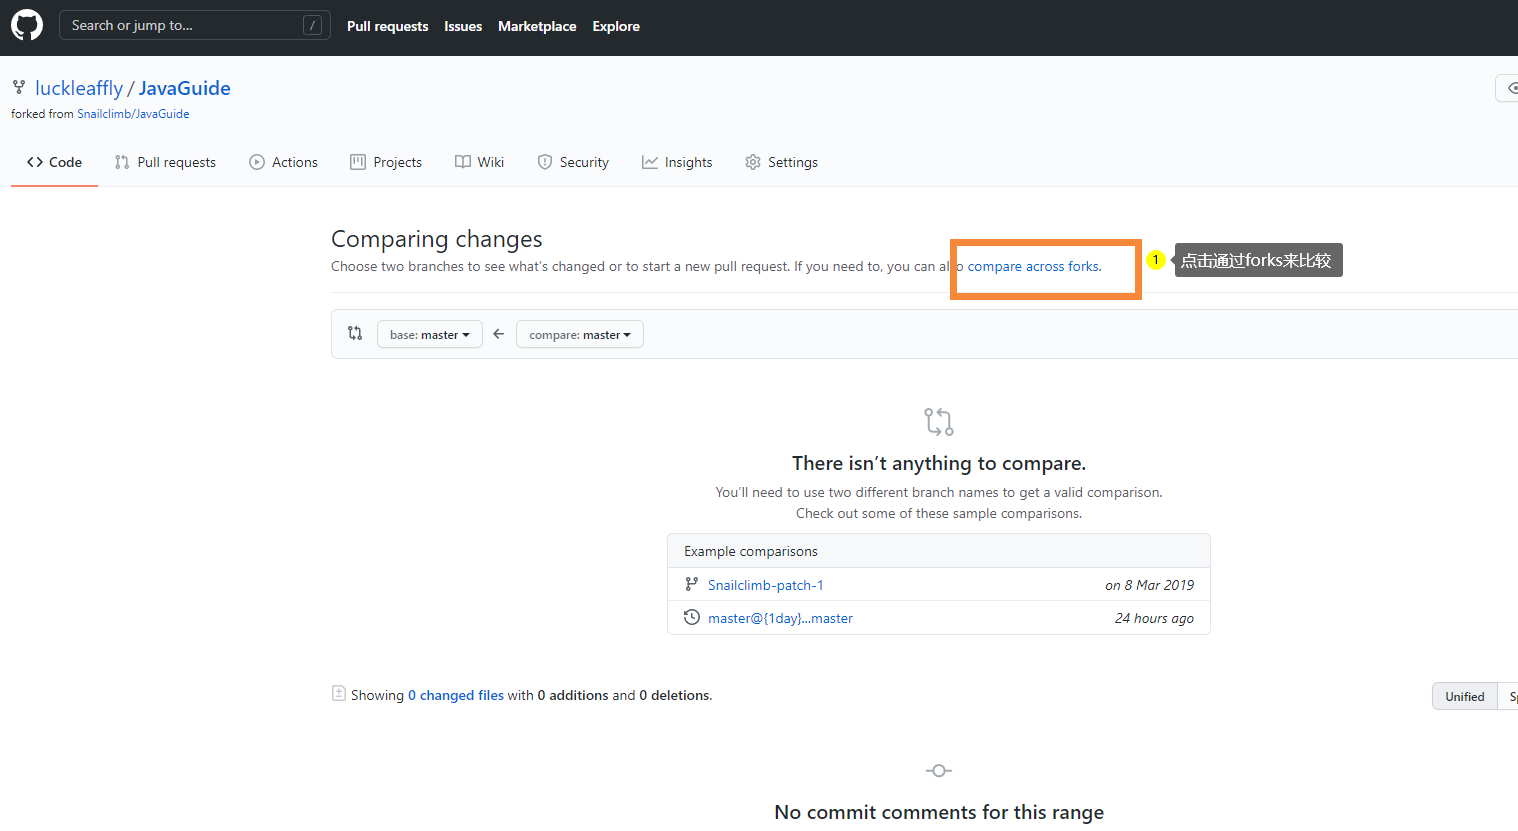 Search or jump to... /
Pull requests Issues Marketplace Explore
luckleaffly / JavaGuide
forked from Snailclimb/JavaGuide
Code Pull requests Actions Projects Wiki Security Insights Settings
Comparing changes
Choose two branches to see what's changed or to start a new pull request. If you need to, you can also compare across forks.
1 点击通过forks来比较
base: master compare: master
There isn't anything to compare.
You'll need to use two different branch names to get a valid comparison.
Check out some of these sample comparisons.
Example comparisons
Snailclimb-patch-1 on 8 Mar 2019
master@{1day}...master 24 hours ago
Showing 0 changed files with 0 additions and 0 deletions.
Unified Sp
No commit comments for this range